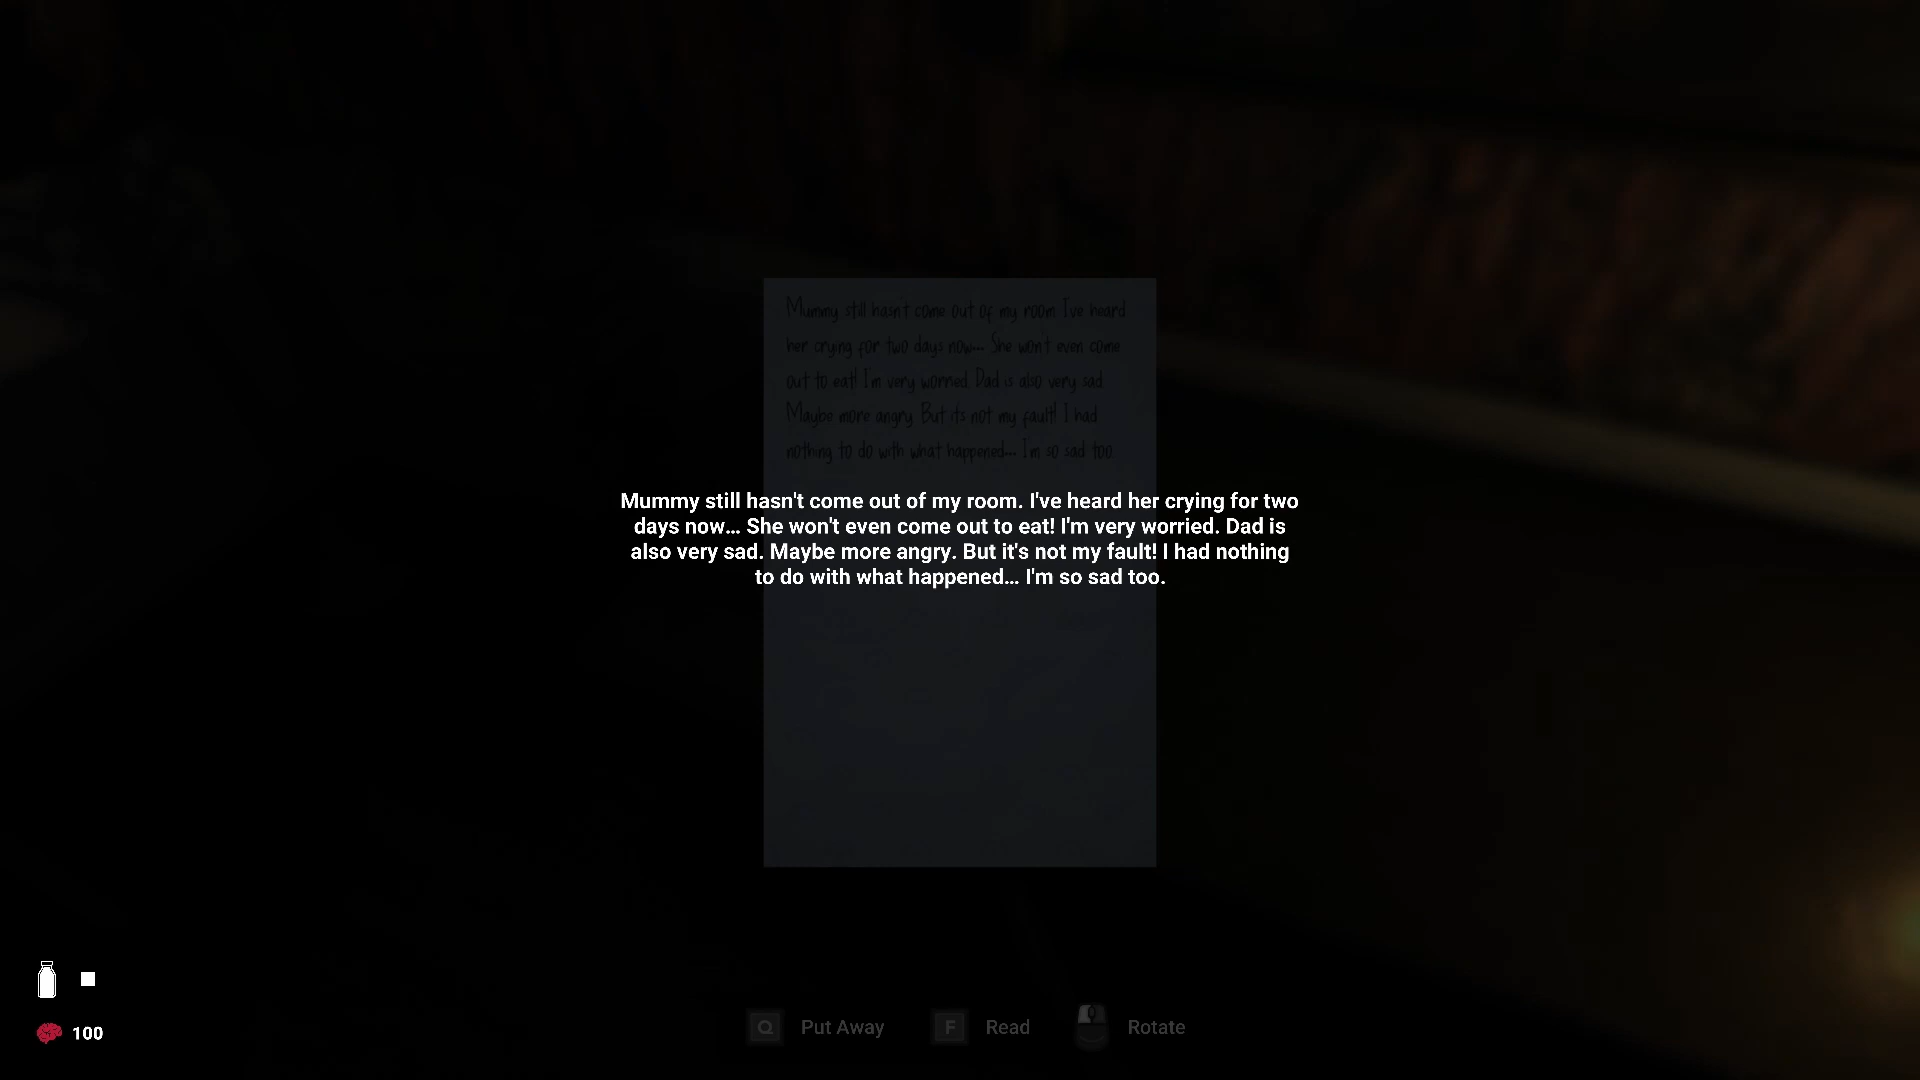 Mummy still hasn't come out of my room I've heard
her crying for two days now... She won't even come
out to eat! I'm very worried. Dad is also very sad
Maybe more angry. But it's not my fault! I had
nothing to do with what happened... I'm so sad too
Mummy still hasn't come out of my room. I've heard her crying for two
days now... She won't even come out to eat! I'm very worried. Dad is
also very sad. Maybe more angry. But it's not my fault! I had nothing
to do with what happened... I'm so sad too.
100
Q Put Away F Read Rotate